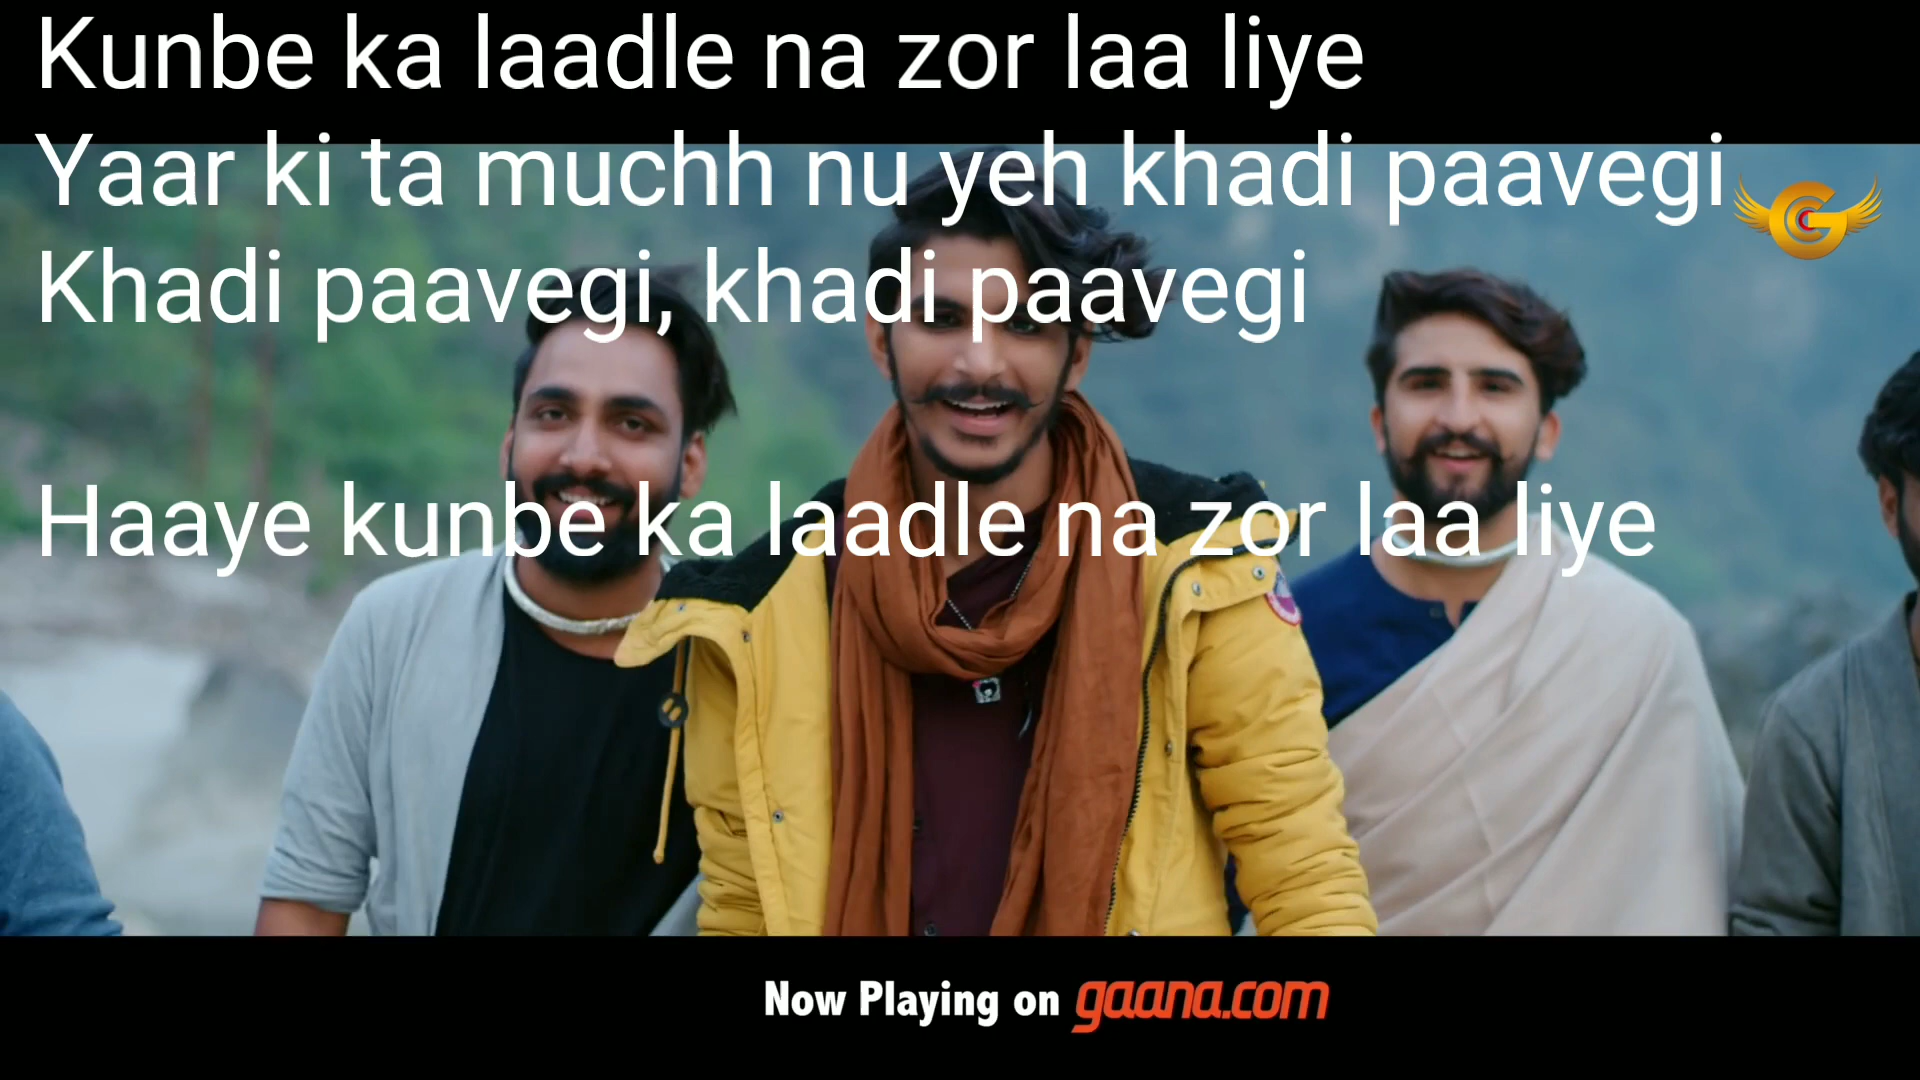 Kunbe ka laadle na zor laa liye
Yaar ki ta muchh nu yeh khadi paavegi
Khadi paavegi, khadi paavegi
Haaye kunbe ka laadle na zor laa liye
Now Playing on gaana.com